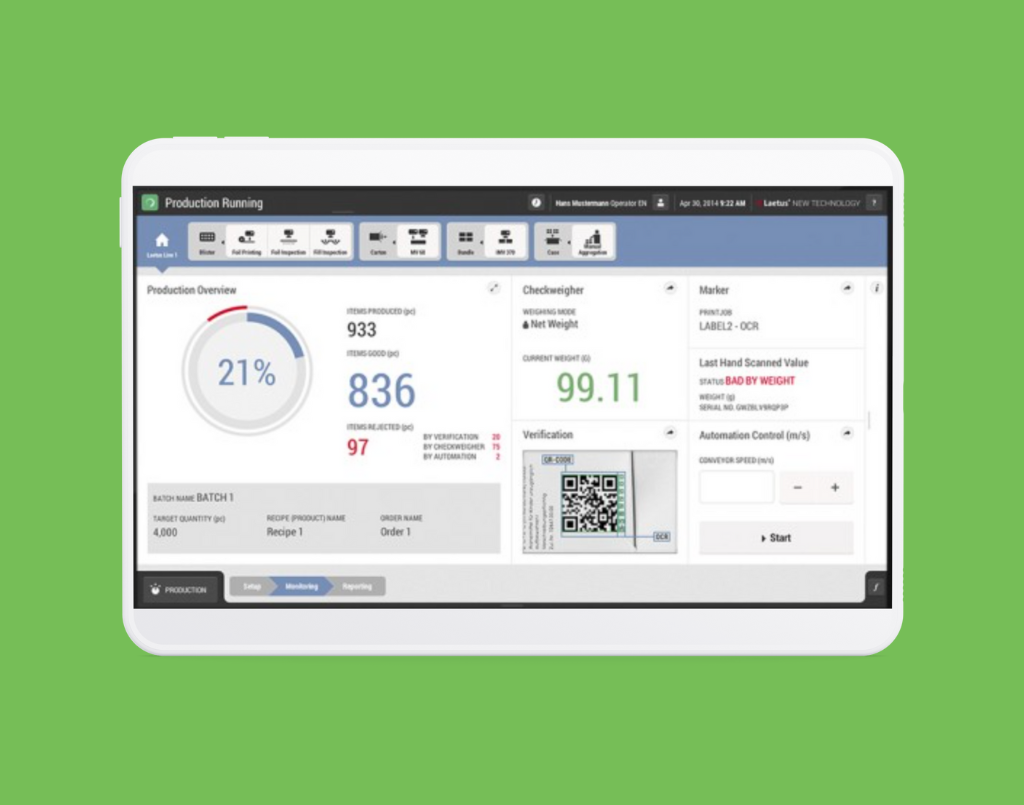 Production Running
Hans Mustermann Operator EN
Apr 30, 2014 9:22 AM
Laetus® NEW TECHNOLOGY
?
Laetus Line 1
Blister
Foil Printing
Foil Inspection
Fill Inspection
Carton
WV 60
Bundle
IMV 370
Case
Manual
Aggregation
Production Overview
21%
ITEMS PRODUCED (pc)
933
ITEMS GOOD (pc)
836
ITEMS REJECTED (pc)
97
BY VERIFICATION 20
BY CHECKWEIGHER 75
BY AUTOMATION 2
BATCH NAME BATCH 1
TARGET QUANTITY (pc)
4,000
RECIPE (PRODUCT) NAME
Recipe 1
ORDER NAME
Order 1
Checkweigher
WEIGHING MODE
Net Weight
CURRENT WEIGHT (G)
99.11
Verification
QR-CODE
OCR
Marker
PRINTJOB
LABEL2 - OCR
Last Hand Scanned Value
STATUS BAD BY WEIGHT
WEIGHT (g)
SERIAL NO. GWZBLV9RQP3P
Automation Control (m/s)
CONVEYOR SPEED (m/s)
− +
Start
i
PRODUCTION
Setup
Monitoring
Reporting
f